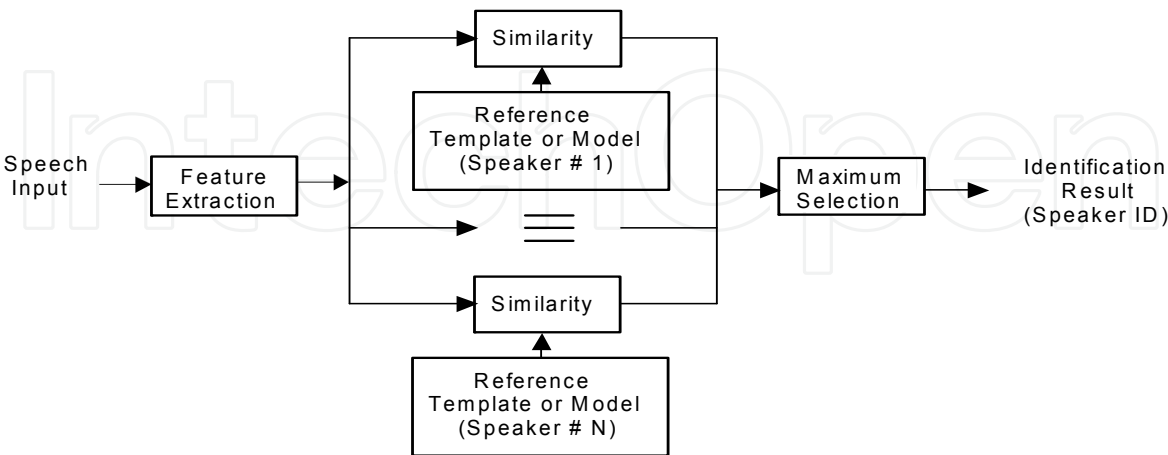 Similarity
Reference
Template or Model
(Speaker # 1)
Speech
Input
Feature
Extraction
Maximum
Selection
Identification
Result
(Speaker ID)
Similarity
Reference
Template or Model
(Speaker # N)
IntechOpen